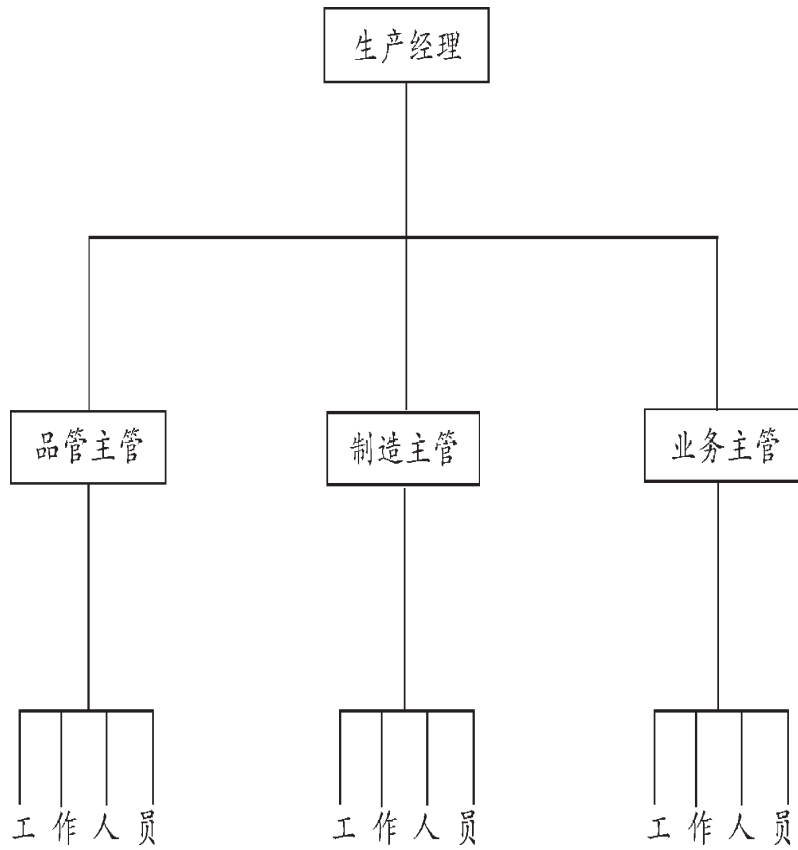 生产经理
品管主管
制造主管
业务主管
工作人员
工作人员
工作人员